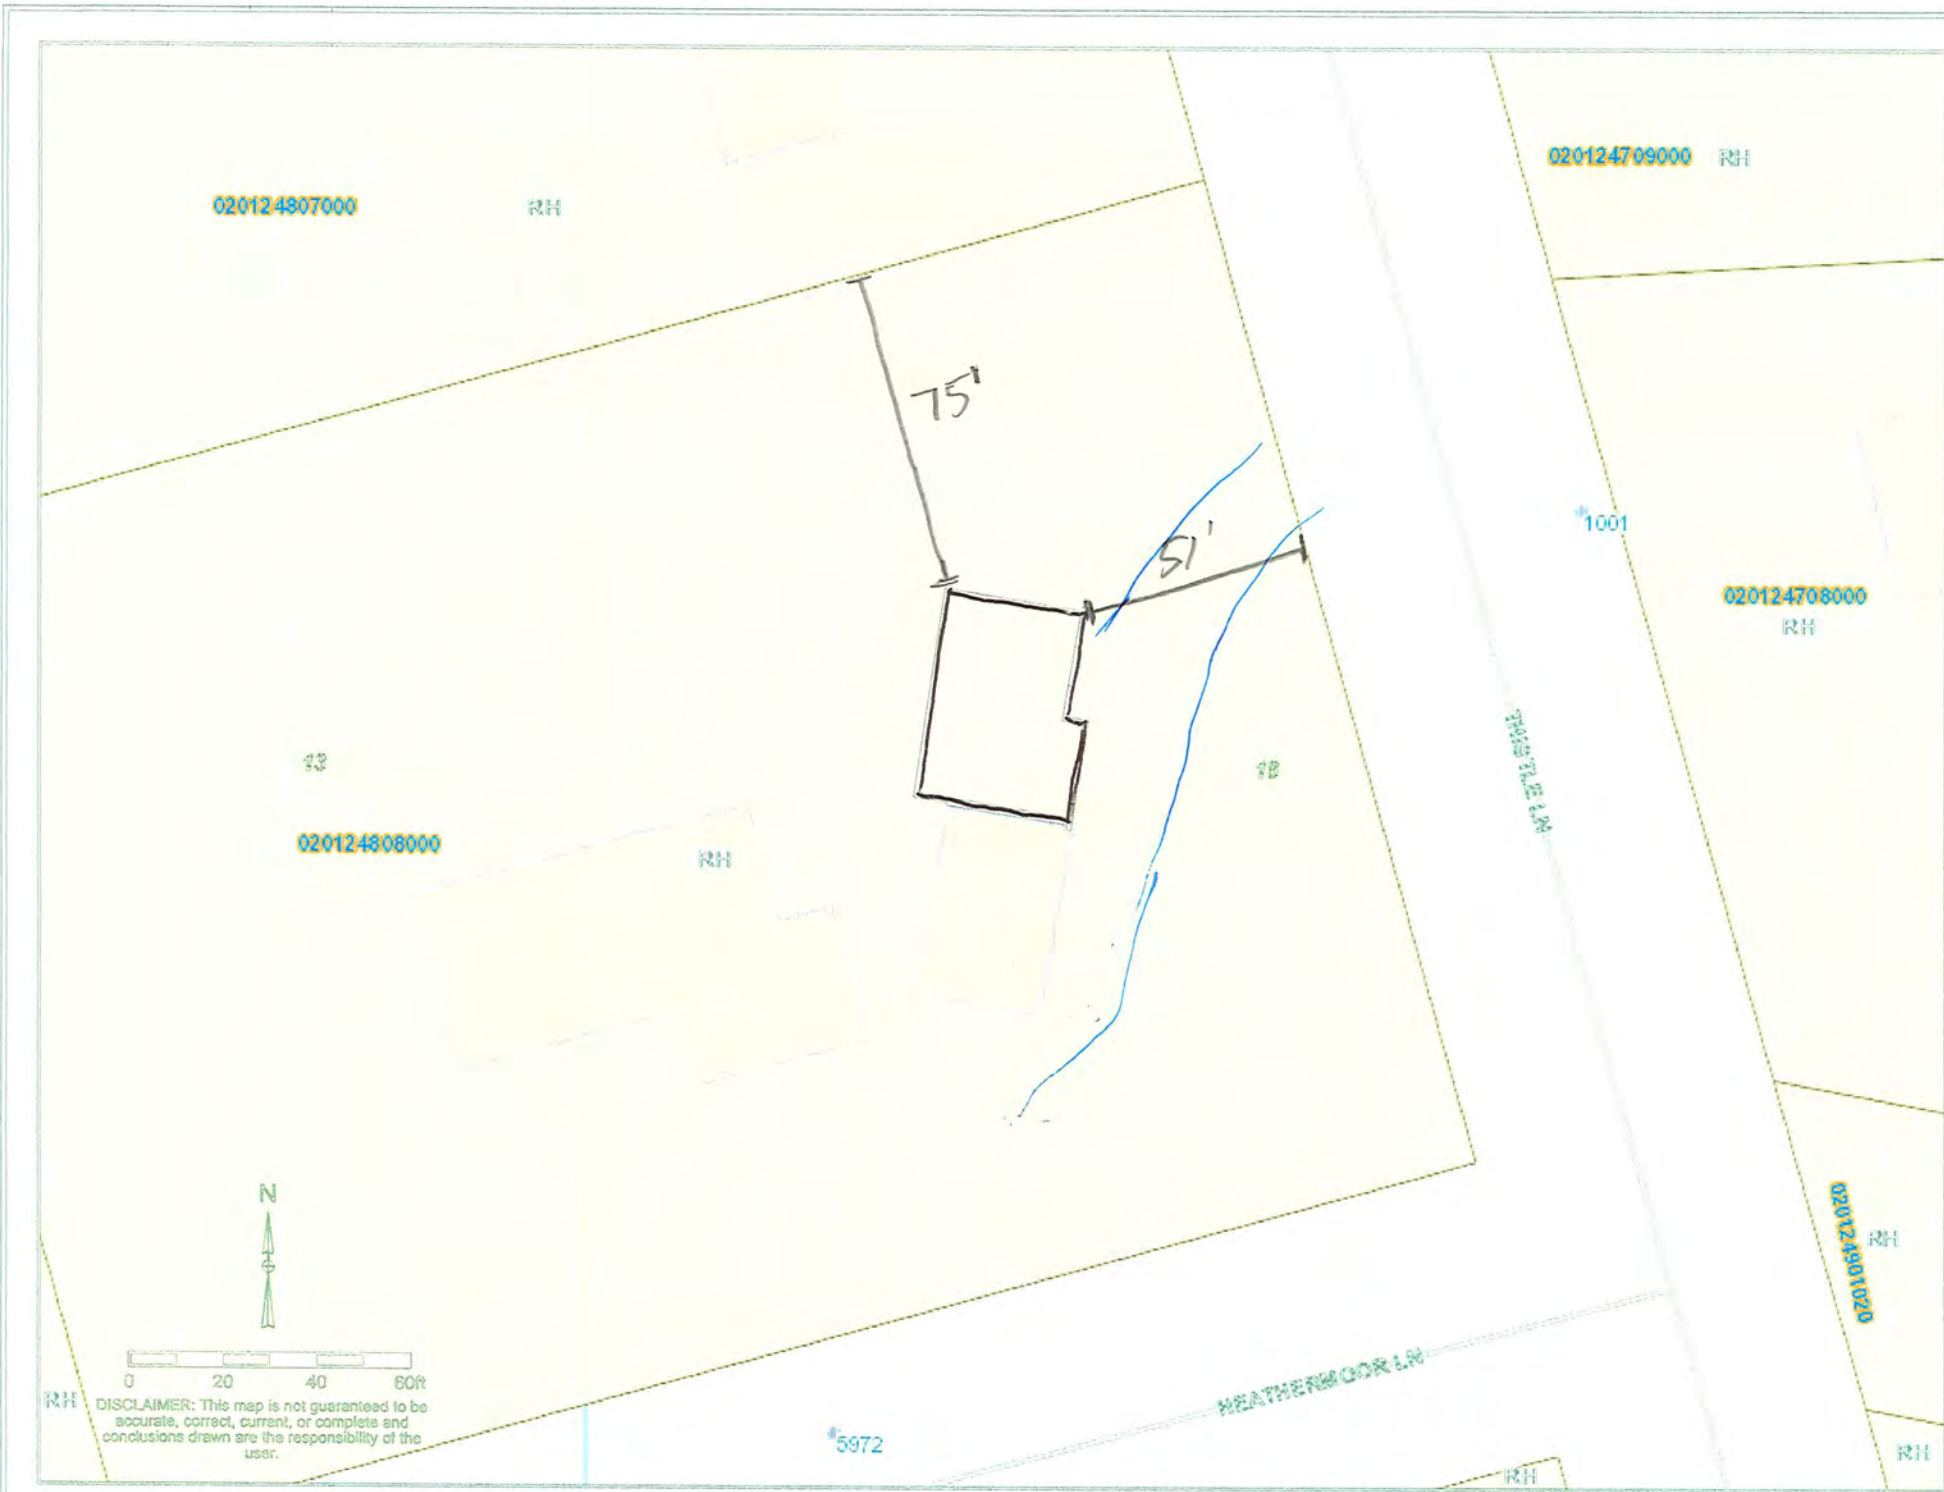 020124709000 RH
020124807000 RH
75'
1001
51'
020124708000
RH
THISTLE LN
13
18
020124808000
RH
N
020124901020
RH
0 20 40 60ft
HEATHERMOOR LN
RH
DISCLAIMER: This map is not guaranteed to be
accurate, correct, current, or complete and
conclusions drawn are the responsibility of the
user.
5972
RH
RH